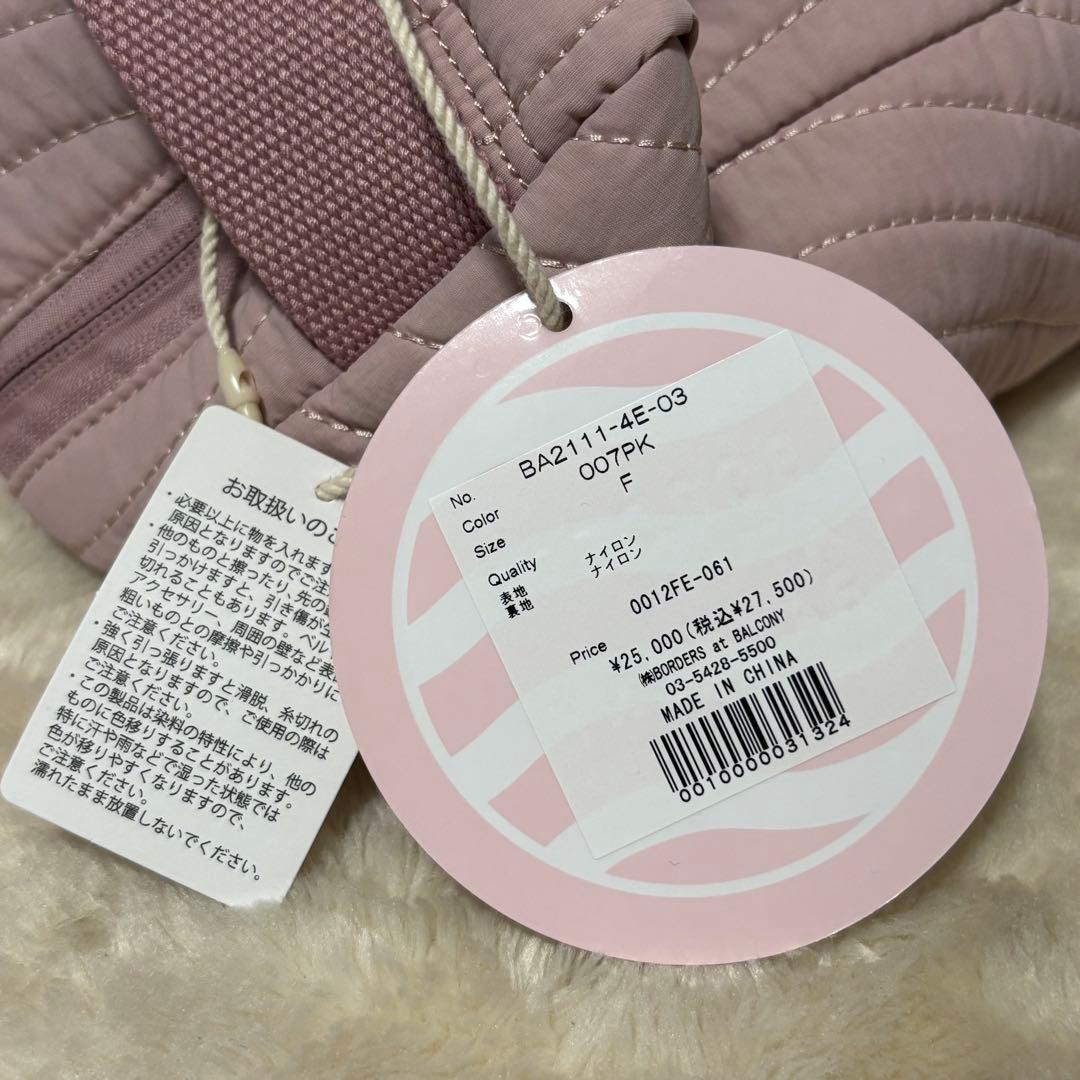 No. BA2111-4E-03
Color 007PK
Size F
Quality
表地 ナイロン
裏地 ナイロン
0012FE-061
Price ¥25,000(税込¥27,500)
㈱BORDERS at BALCONY
03-5428-5500
MADE IN CHINA
0010000031324
お取扱いのご
・必要以上に物を入れます
原因となりますのでご注
・他のものと擦ったり、先の
引っかけますと、引き傷が
切れることもあります。ベル
アクセサリー、周囲の壁など表
粗いものとの摩擦や引っかかりに
ご注意ください。
・強く引っ張りますと滑脱、糸切れの
原因となりますので、ご使用の際は
ご注意ください。
・この製品は染料の特性により、他の
ものに色移りすることがあります。
特に汗や雨などで湿った状態では
色が移りやすくなりますので、
ご注意ください。
濡れたまま放置しないでください。